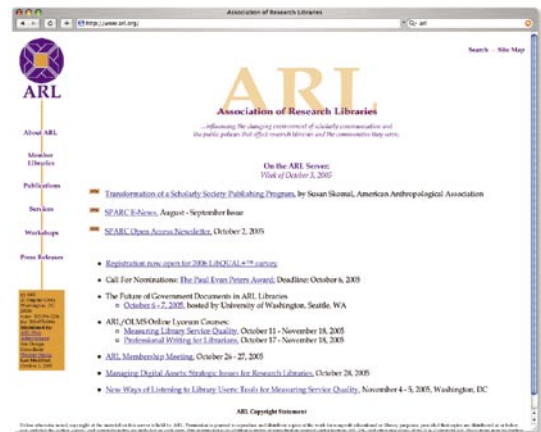 Association of Research Libraries
http://www.arl.org/
Q- arl
Search - Site Map
ARL
ARL
Association of Research Libraries
...influencing the changing environment of scholarly communication and
the public policies that affect research libraries and the communities they serve.
About ARL
Member
Libraries
Publications
Services
Workshops
Press Releases
On the ARL Server:
Week of October 3, 2005
Transformation of a Scholarly Society Publishing Program, by Susan Skomal, American Anthropological Association
SPARC E-News, August - September Issue
SPARC Open Access Newsletter, October 2, 2005
• Registration now open for 2006 LibQUAL+™ survey
• Call For Nominations: The Paul Evan Peters Award; Deadline: October 6, 2005
• The Future of Government Documents in ARL Libraries
October 6 - 7, 2005, hosted by University of Washington, Seattle, WA
• ARL/OLMS Online Lyceum Courses:
Measuring Library Service Quality, October 11 - November 18, 2005
Professional Writing for Librarians, October 17 - November 18, 2005
• ARL Membership Meeting, October 26 - 27, 2005
• Managing Digital Assets: Strategic Issues for Research Libraries, October 28, 2005
• New Ways of Listening to Library Users: Tools for Measuring Service Quality, November 4 - 5, 2005, Washington, DC
ARL Copyright Statement